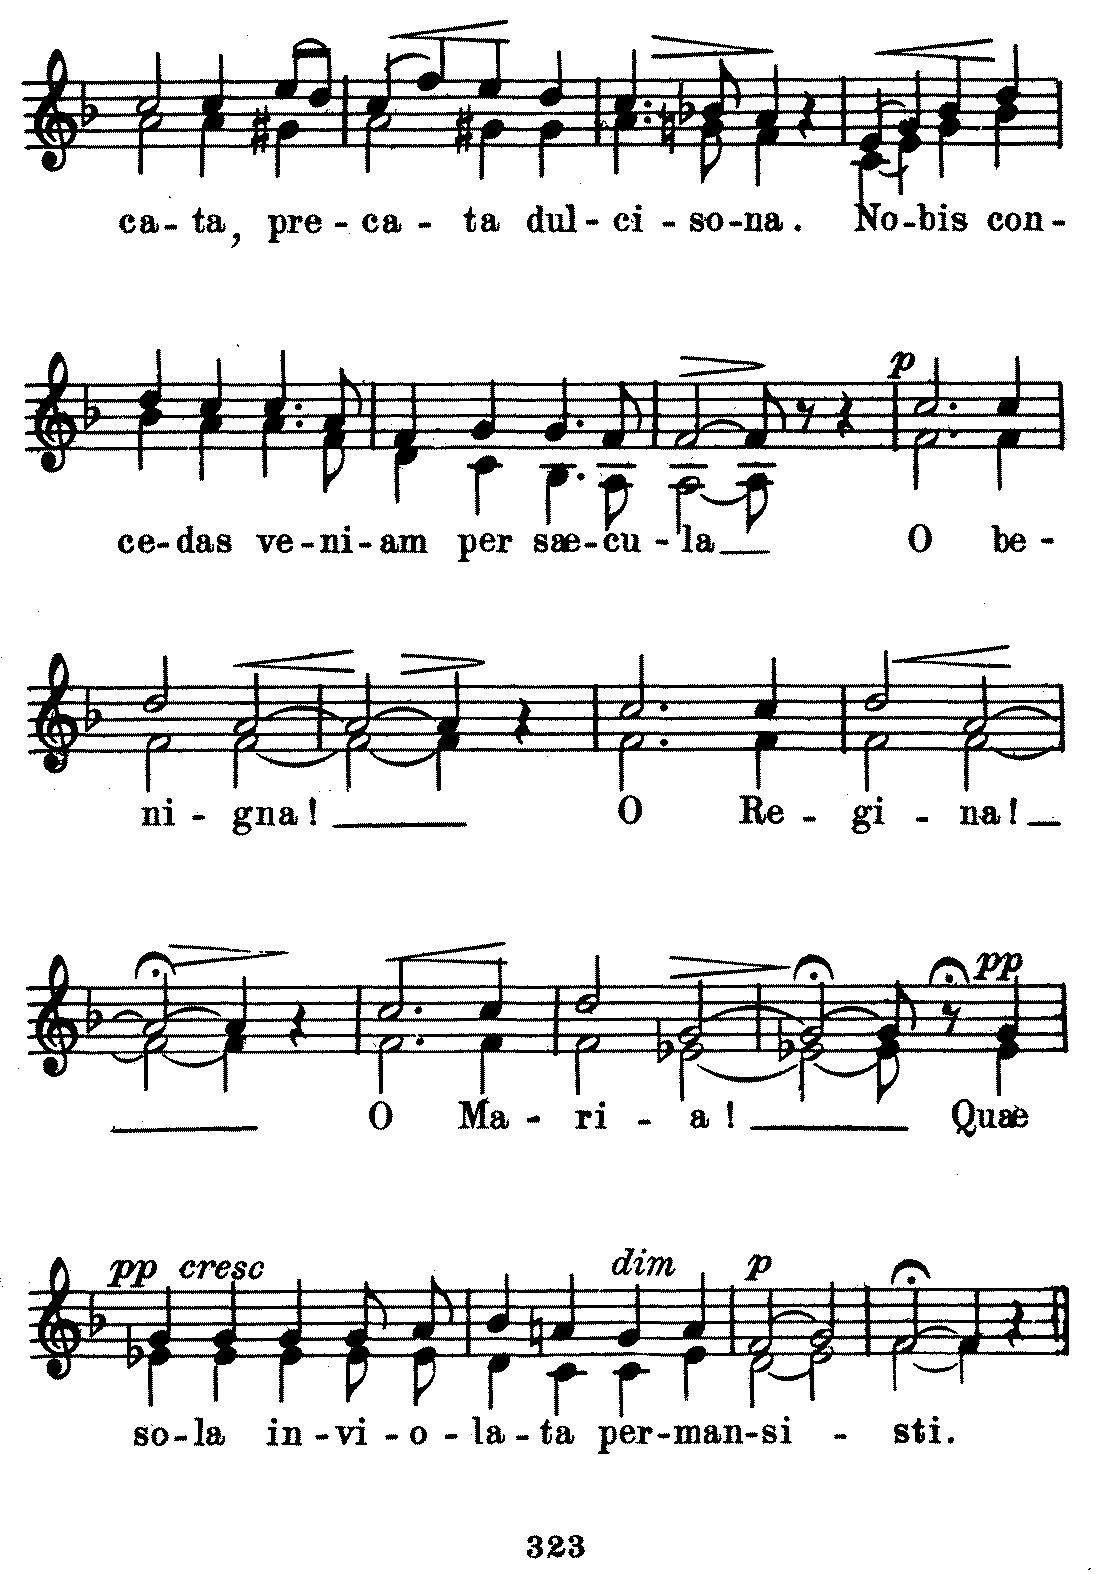 ca - ta, pre - ca - ta dul - ci - so - na. No - bis con -
p
ce - das ve - ni - am per sæ - cu - la O be -
ni - gna! O Re - gi - na!
pp
O Ma - ri - a! Quæ
pp cresc dim p
so - la in - vi - o - la - ta per - man - si - sti.
323